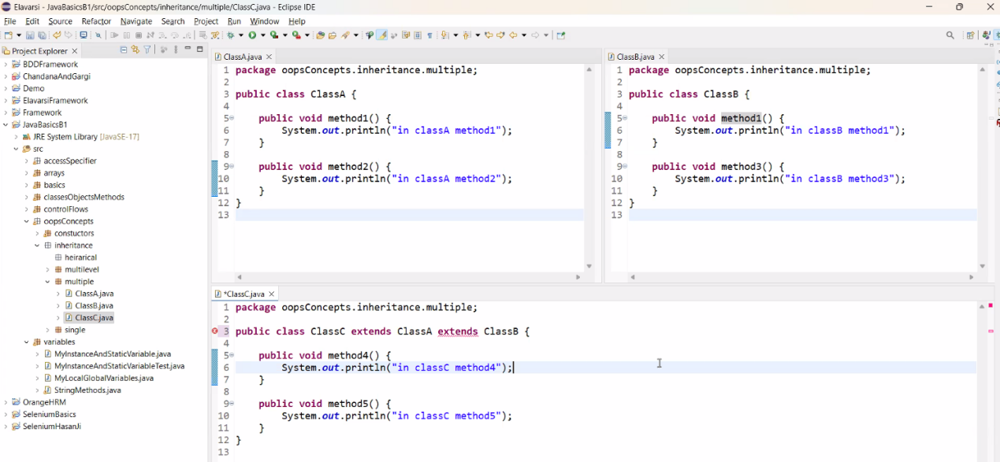 Elavarsi - JavaBasicsB1/src/oopsConcepts/inheritance/multiple/ClassC.java - Eclipse IDE
File Edit Source Refactor Navigate Search Project Run Window Help
Project Explorer
BDDFramework
ChandanaAndGargi
Demo
ElavarsiFramework
Framework
JavaBasicsB1
JRE System Library [JavaSE-17]
src
accessSpecifier
arrays
basics
classesObjectsMethods
controlFlows
oopsConcepts
constuctors
inheritance
heirarical
multilevel
multiple
ClassA.java
ClassB.java
ClassC.java
single
variables
MyInstanceAndStaticVariable.java
MyInstanceAndStaticVariableTest.java
MyLocalGlobalVariables.java
StringMethods.java
OrangeHRM
SeleniumBasics
SeleniumHasanJi
ClassA.java
1 package oopsConcepts.inheritance.multiple;
2
3 public class ClassA {
4
5 public void method1() {
6 System.out.println("in classA method1");
7 }
8
9 public void method2() {
10 System.out.println("in classA method2");
11 }
12 }
13
ClassB.java
1 package oopsConcepts.inheritance.multiple;
2
3 public class ClassB {
4
5 public void method1() {
6 System.out.println("in classB method1");
7 }
8
9 public void method3() {
10 System.out.println("in classB method3");
11 }
12 }
13
*ClassC.java
1 package oopsConcepts.inheritance.multiple;
2
3 public class ClassC extends ClassA extends ClassB {
4
5 public void method4() {
6 System.out.println("in classC method4");
7 }
8
9 public void method5() {
10 System.out.println("in classC method5");
11 }
12 }
13